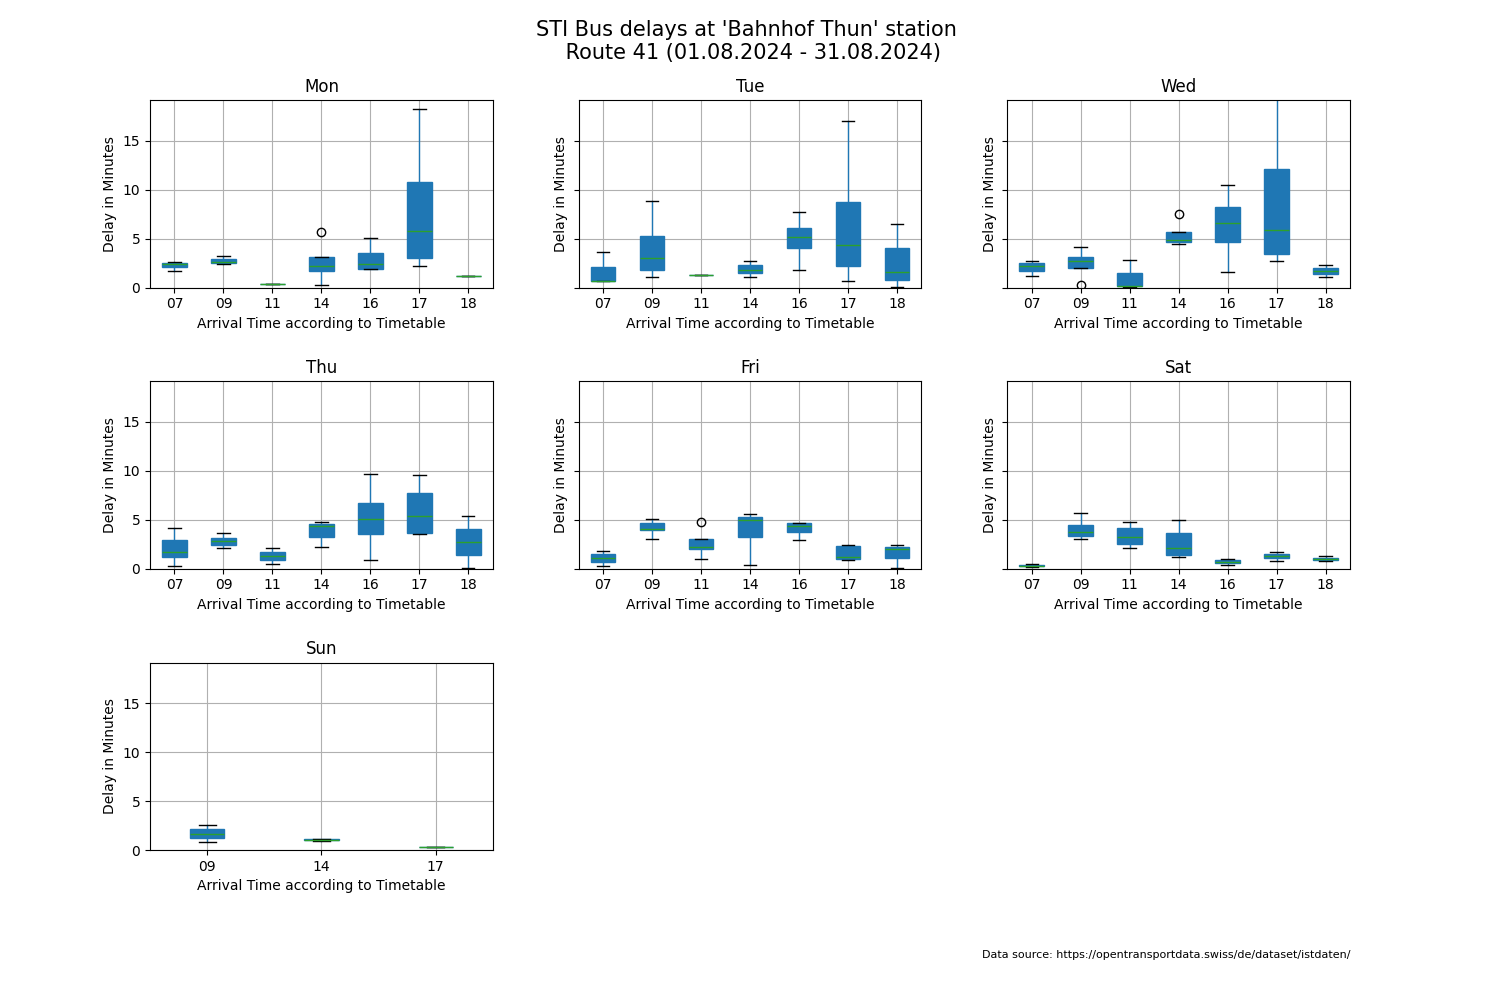 STI Bus delays at 'Bahnhof Thun' station
Route 41 (01.08.2024 - 31.08.2024)
Mon
Delay in Minutes
15
10
5
0
07 09 11 14 16 17 18
Arrival Time according to Timetable
Tue
Delay in Minutes
07 09 11 14 16 17 18
Arrival Time according to Timetable
Wed
Delay in Minutes
07 09 11 14 16 17 18
Arrival Time according to Timetable
Thu
Delay in Minutes
15
10
5
0
07 09 11 14 16 17 18
Arrival Time according to Timetable
Fri
Delay in Minutes
07 09 11 14 16 17 18
Arrival Time according to Timetable
Sat
Delay in Minutes
07 09 11 14 16 17 18
Arrival Time according to Timetable
Sun
Delay in Minutes
15
10
5
0
09 14 17
Arrival Time according to Timetable
Data source: https://opentransportdata.swiss/de/dataset/istdaten/